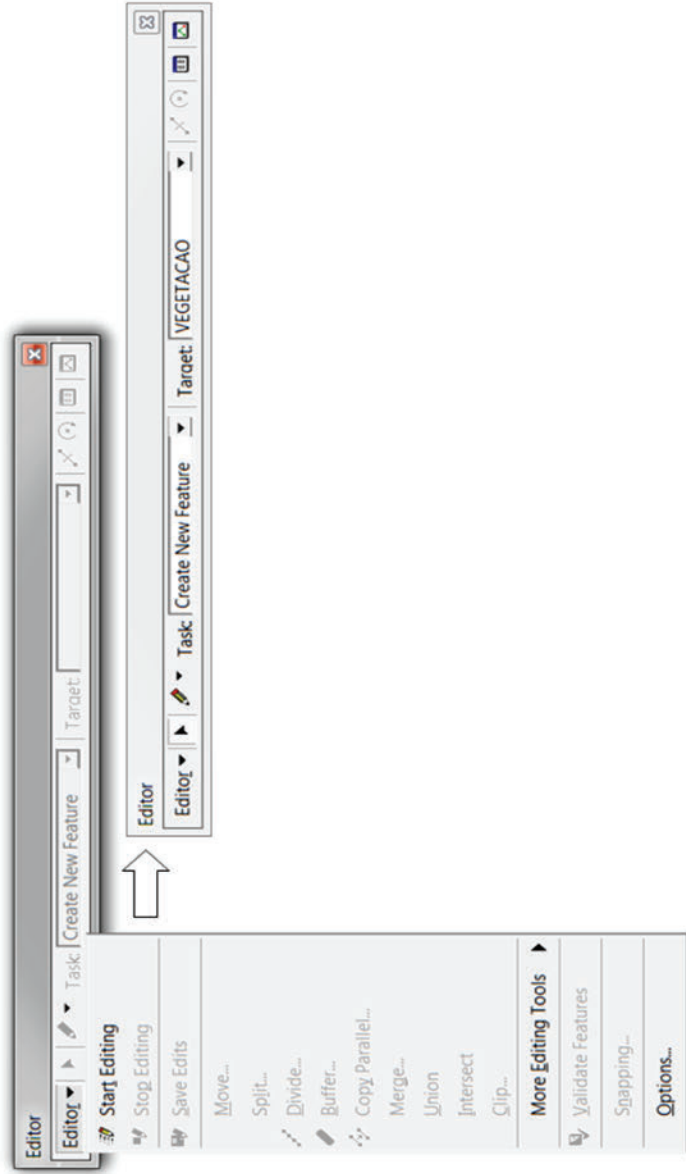 Editor
Editor Task: Create New Feature Target:
Start Editing
Stop Editing
Save Edits
Move...
Split...
Divide...
Buffer...
Copy Parallel...
Merge...
Union
Intersect
Clip...
More Editing Tools
Validate Features
Snapping...
Options...
Editor
Editor Task: Create New Feature Target: VEGETACAO